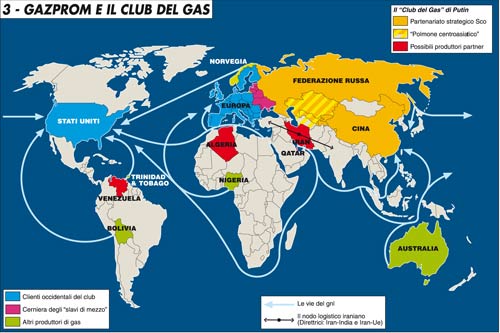 3 - GAZPROM E IL CLUB DEL GAS
Il "Club del Gas" di Putin
Partenariato strategico Sco
"Polmone centroasiatico"
Possibili produttori partner
NORVEGIA
FEDERAZIONE RUSSA
STATI UNITI
EUROPA
CINA
ALGERIA
IRAN
QATAR
TRINIDAD
& TOBAGO
NIGERIA
VENEZUELA
BOLIVIA
AUSTRALIA
Clienti occidentali del club
Cerniera degli "slavi di mezzo"
Altri produttori di gas
Le vie del gnl
Il nodo logistico iraniano
(Direttrici: Iran-India e Iran-Ue)